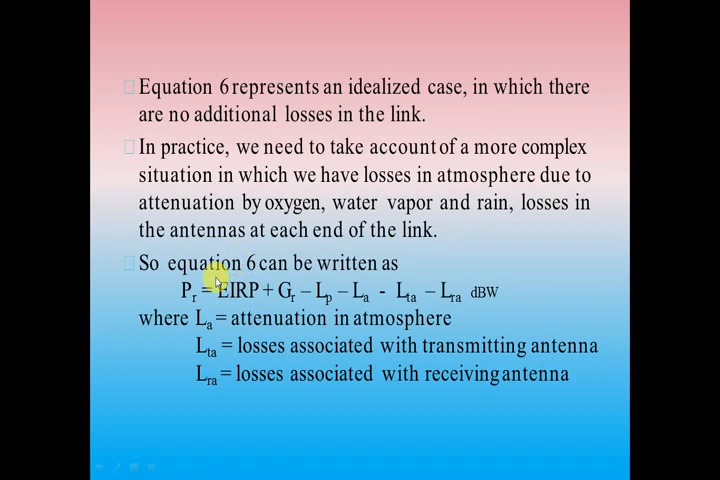 Equation 6 represents an idealized case, in which there
are no additional losses in the link.
In practice, we need to take account of a more complex
situation in which we have losses in atmosphere due to
attenuation by oxygen, water vapor and rain, losses in
the antennas at each end of the link.
So equation 6 can be written as
Pr = EIRP + Gr – Lp – La - Lta – Lra dBW
where La = attenuation in atmosphere
Lta = losses associated with transmitting antenna
Lra = losses associated with receiving antenna